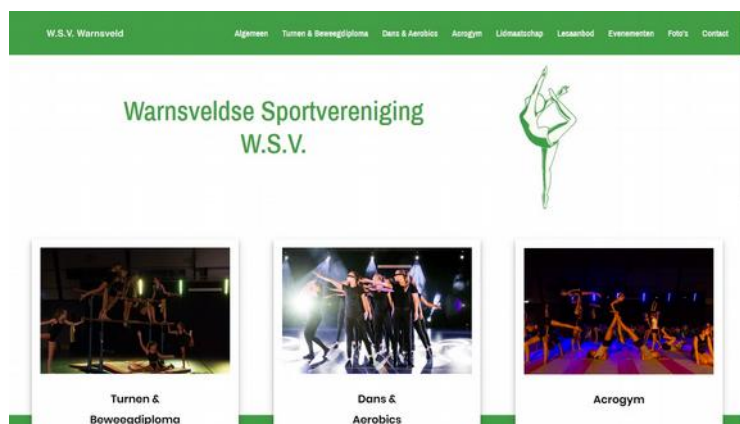 W.S.V. Warnsveld Algemeen Turnen & Beweegdiploma Dans & Aerobics Acrogym Lidmaatschap Lesaanbod Evenementen Foto's Contact
Warnsveldse Sportvereniging
W.S.V.
Turnen &
Beweegdiploma
Dans &
Aerobics
Acrogym